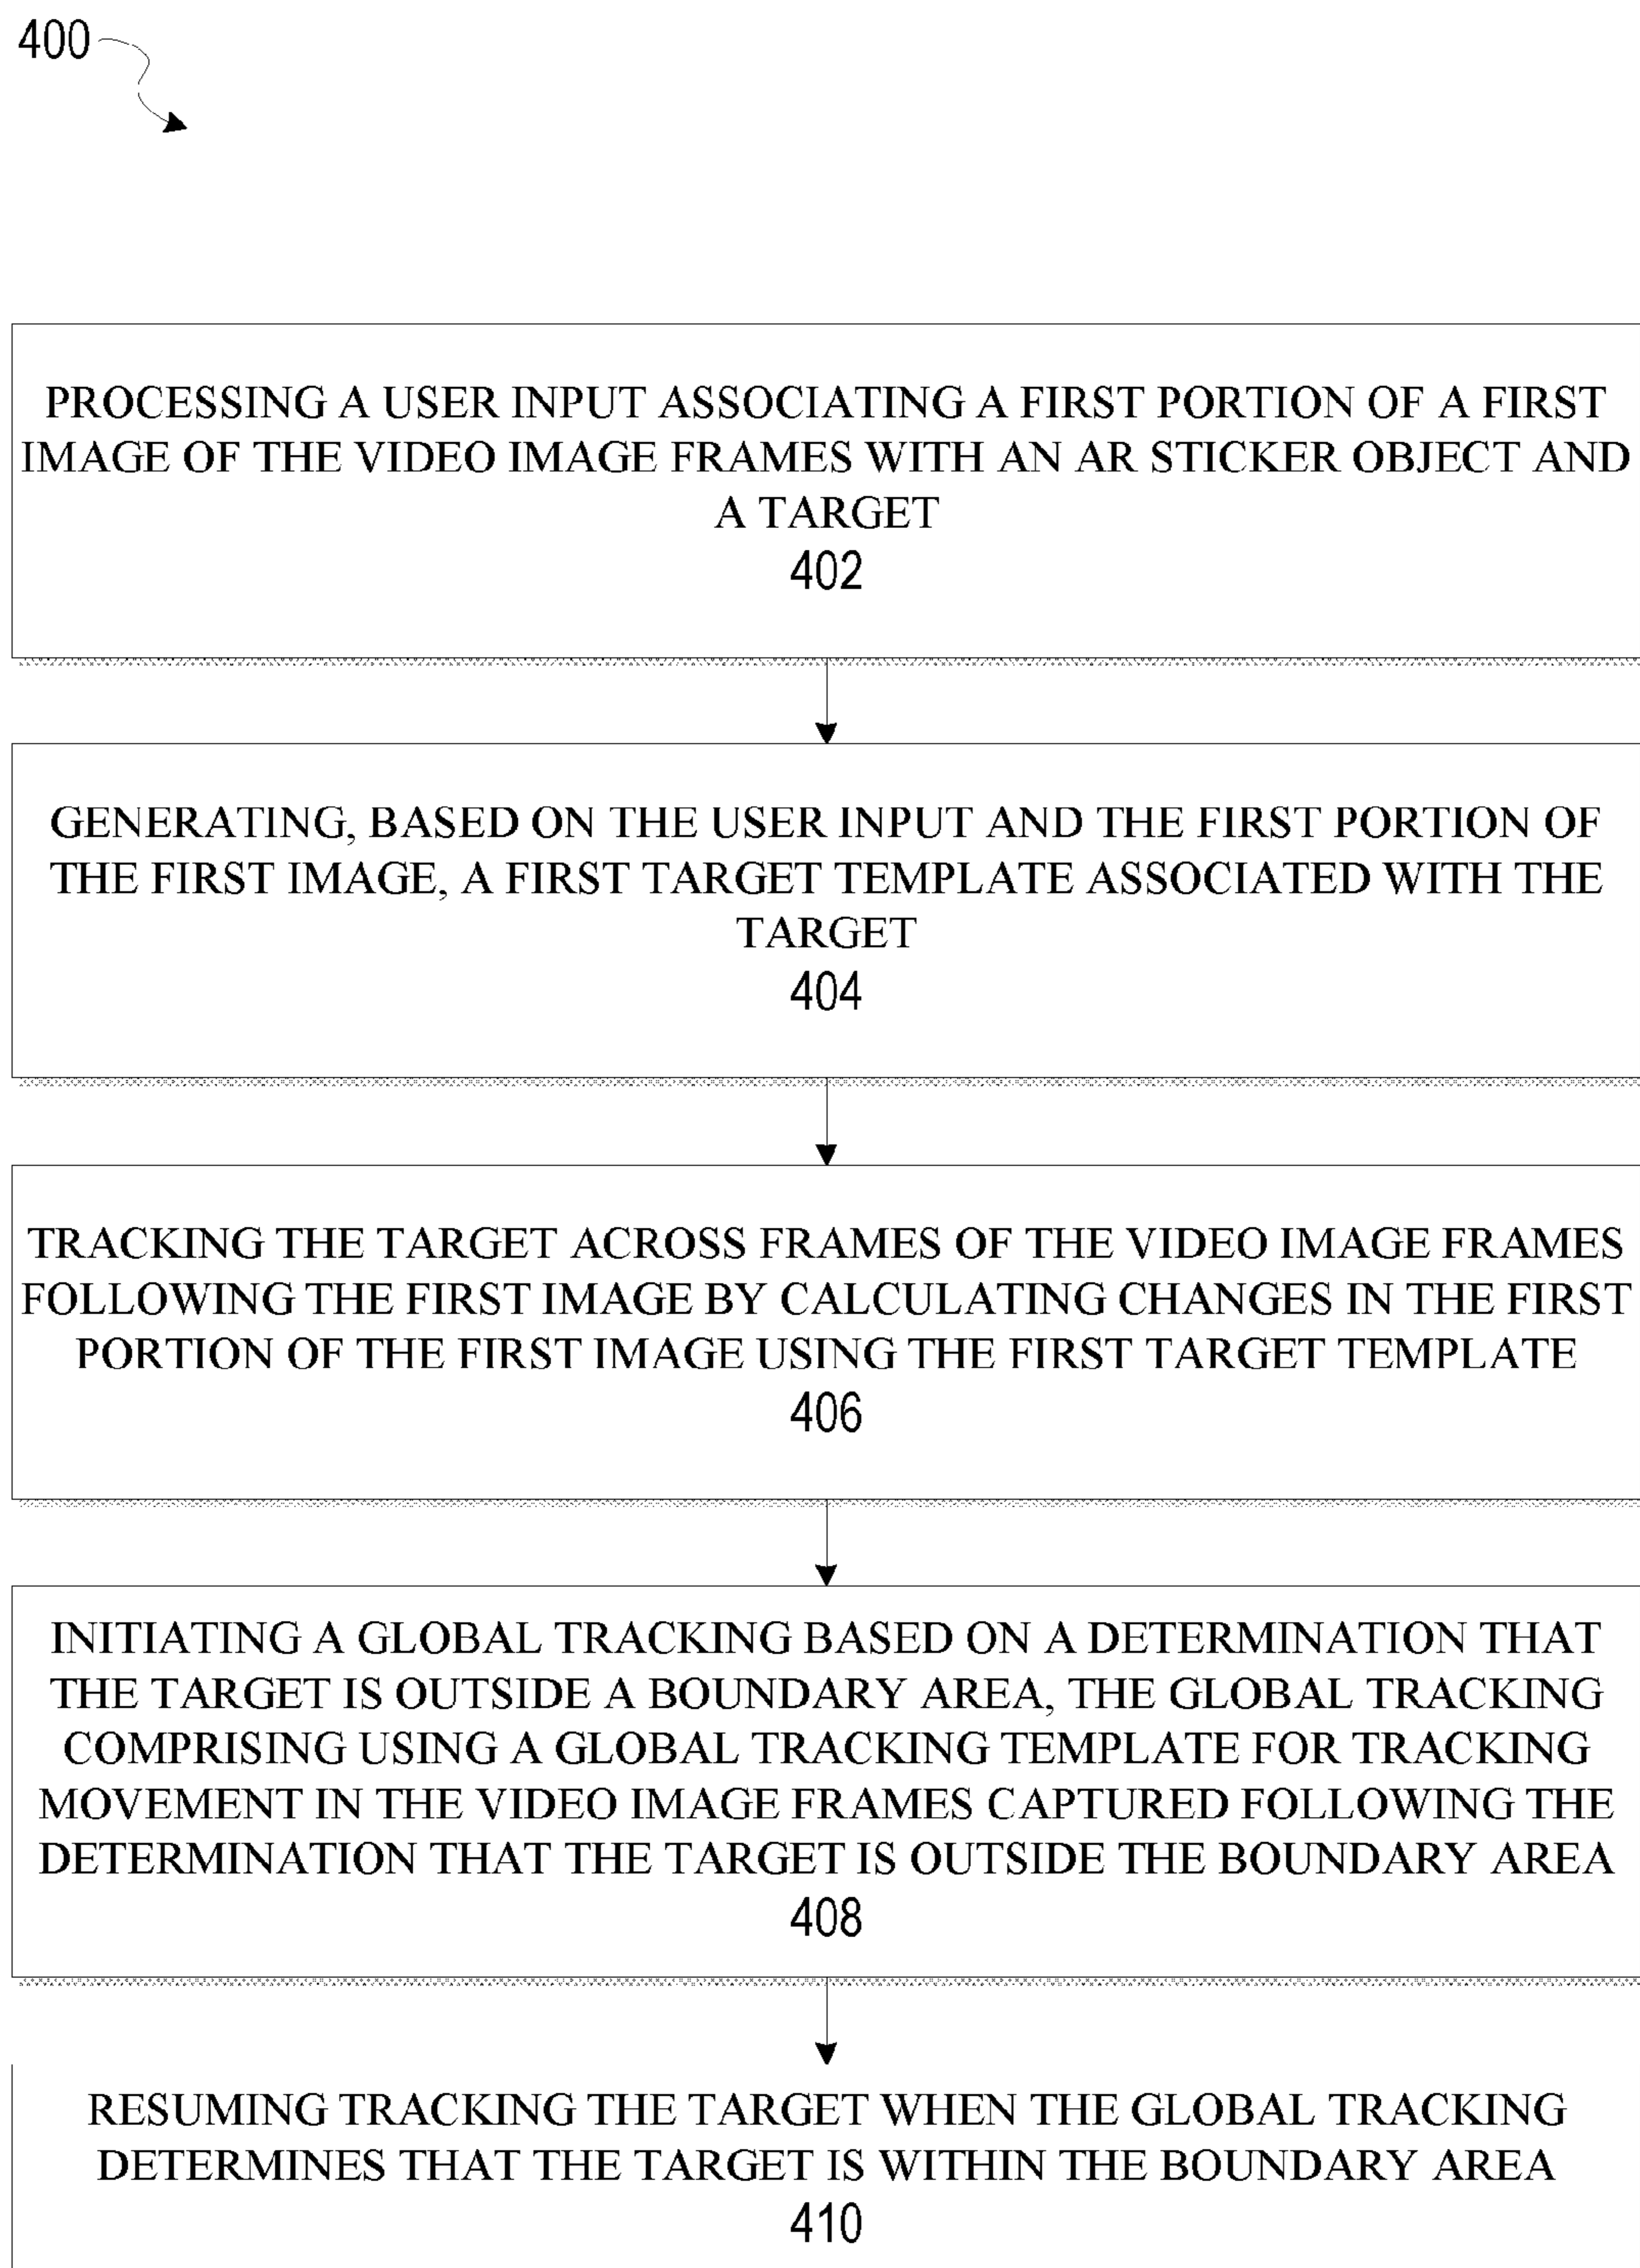 400
PROCESSING A USER INPUT ASSOCIATING A FIRST PORTION OF A FIRST
IMAGE OF THE VIDEO IMAGE FRAMES WITH AN AR STICKER OBJECT AND
A TARGET
402
GENERATING, BASED ON THE USER INPUT AND THE FIRST PORTION OF
THE FIRST IMAGE, A FIRST TARGET TEMPLATE ASSOCIATED WITH THE
TARGET
404
TRACKING THE TARGET ACROSS FRAMES OF THE VIDEO IMAGE FRAMES
FOLLOWING THE FIRST IMAGE BY CALCULATING CHANGES IN THE FIRST
PORTION OF THE FIRST IMAGE USING THE FIRST TARGET TEMPLATE
406
INITIATING A GLOBAL TRACKING BASED ON A DETERMINATION THAT
THE TARGET IS OUTSIDE A BOUNDARY AREA, THE GLOBAL TRACKING
COMPRISING USING A GLOBAL TRACKING TEMPLATE FOR TRACKING
MOVEMENT IN THE VIDEO IMAGE FRAMES CAPTURED FOLLOWING THE
DETERMINATION THAT THE TARGET IS OUTSIDE THE BOUNDARY AREA
408
RESUMING TRACKING THE TARGET WHEN THE GLOBAL TRACKING
DETERMINES THAT THE TARGET IS WITHIN THE BOUNDARY AREA
410